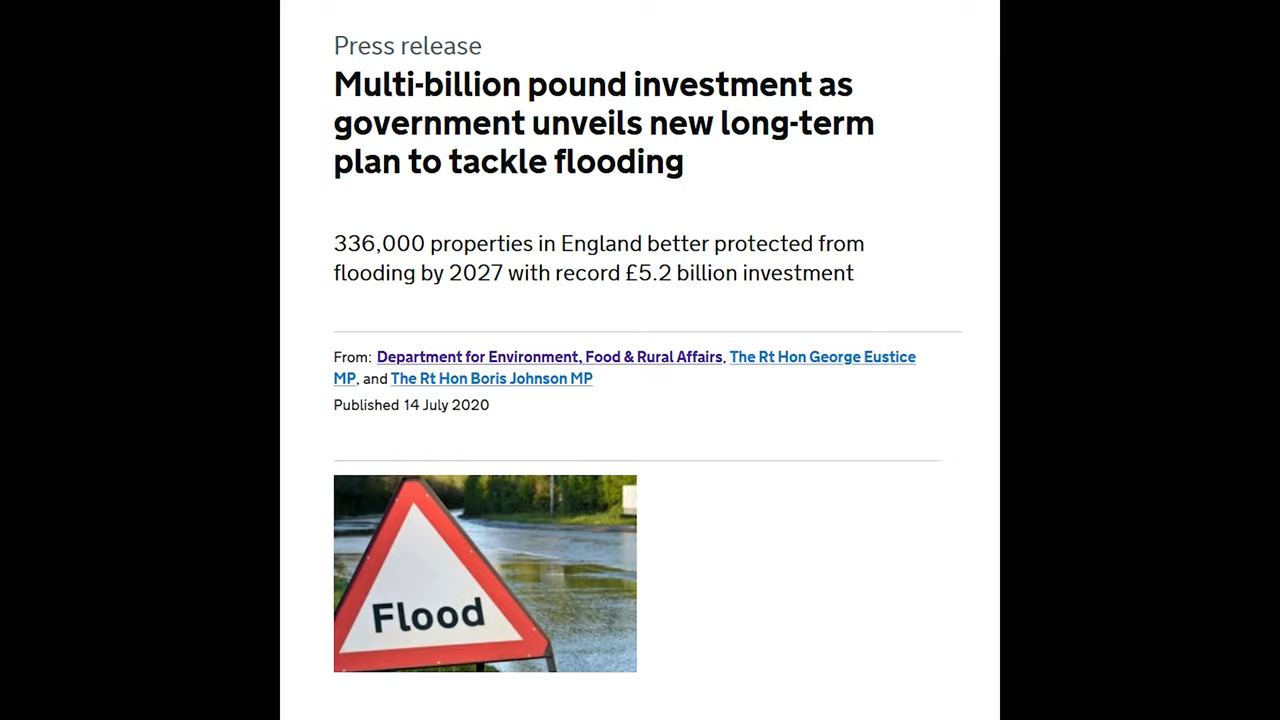 Press release
Multi-billion pound investment as
government unveils new long-term
plan to tackle flooding
336,000 properties in England better protected from
flooding by 2027 with record £5.2 billion investment
From: Department for Environment, Food & Rural Affairs, The Rt Hon George Eustice
MP, and The Rt Hon Boris Johnson MP
Published 14 July 2020
Flood